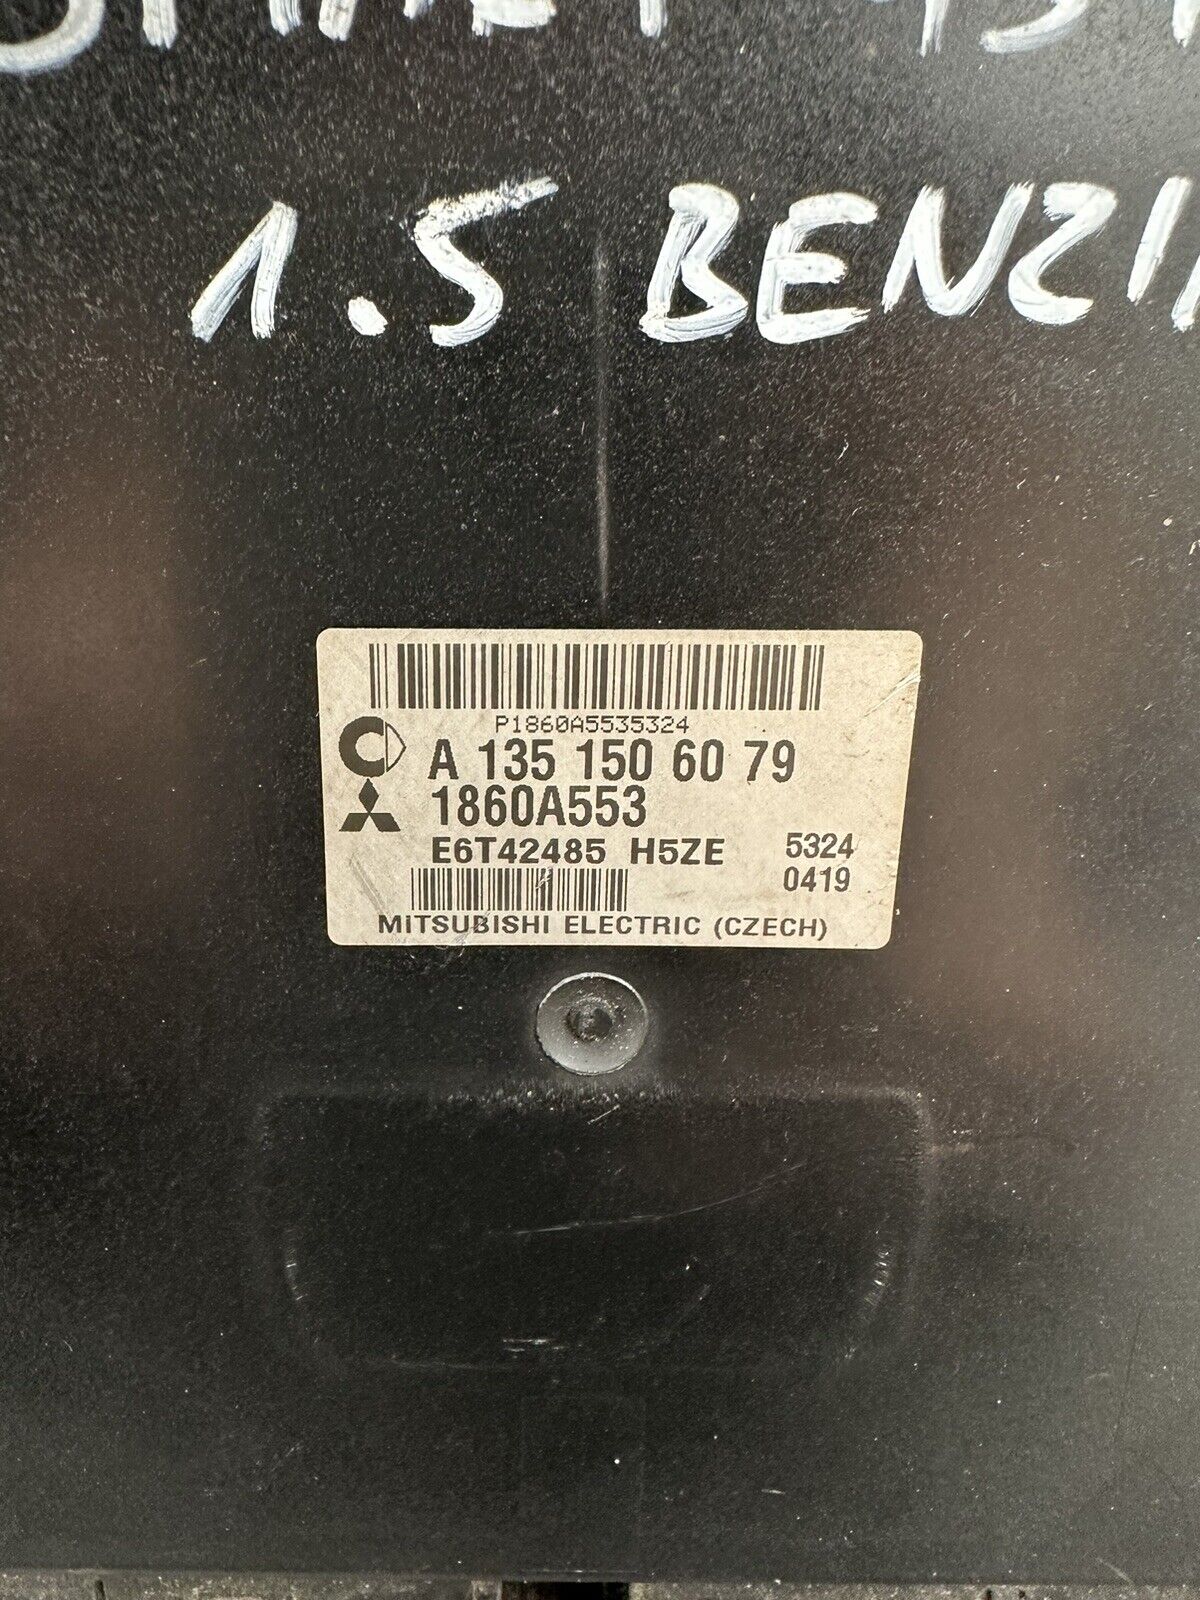 1.5 BENZI
P1860A5535324
A 135 150 60 79
1860A553
E6T42485 H5ZE 5324
0419
MITSUBISHI ELECTRIC (CZECH)